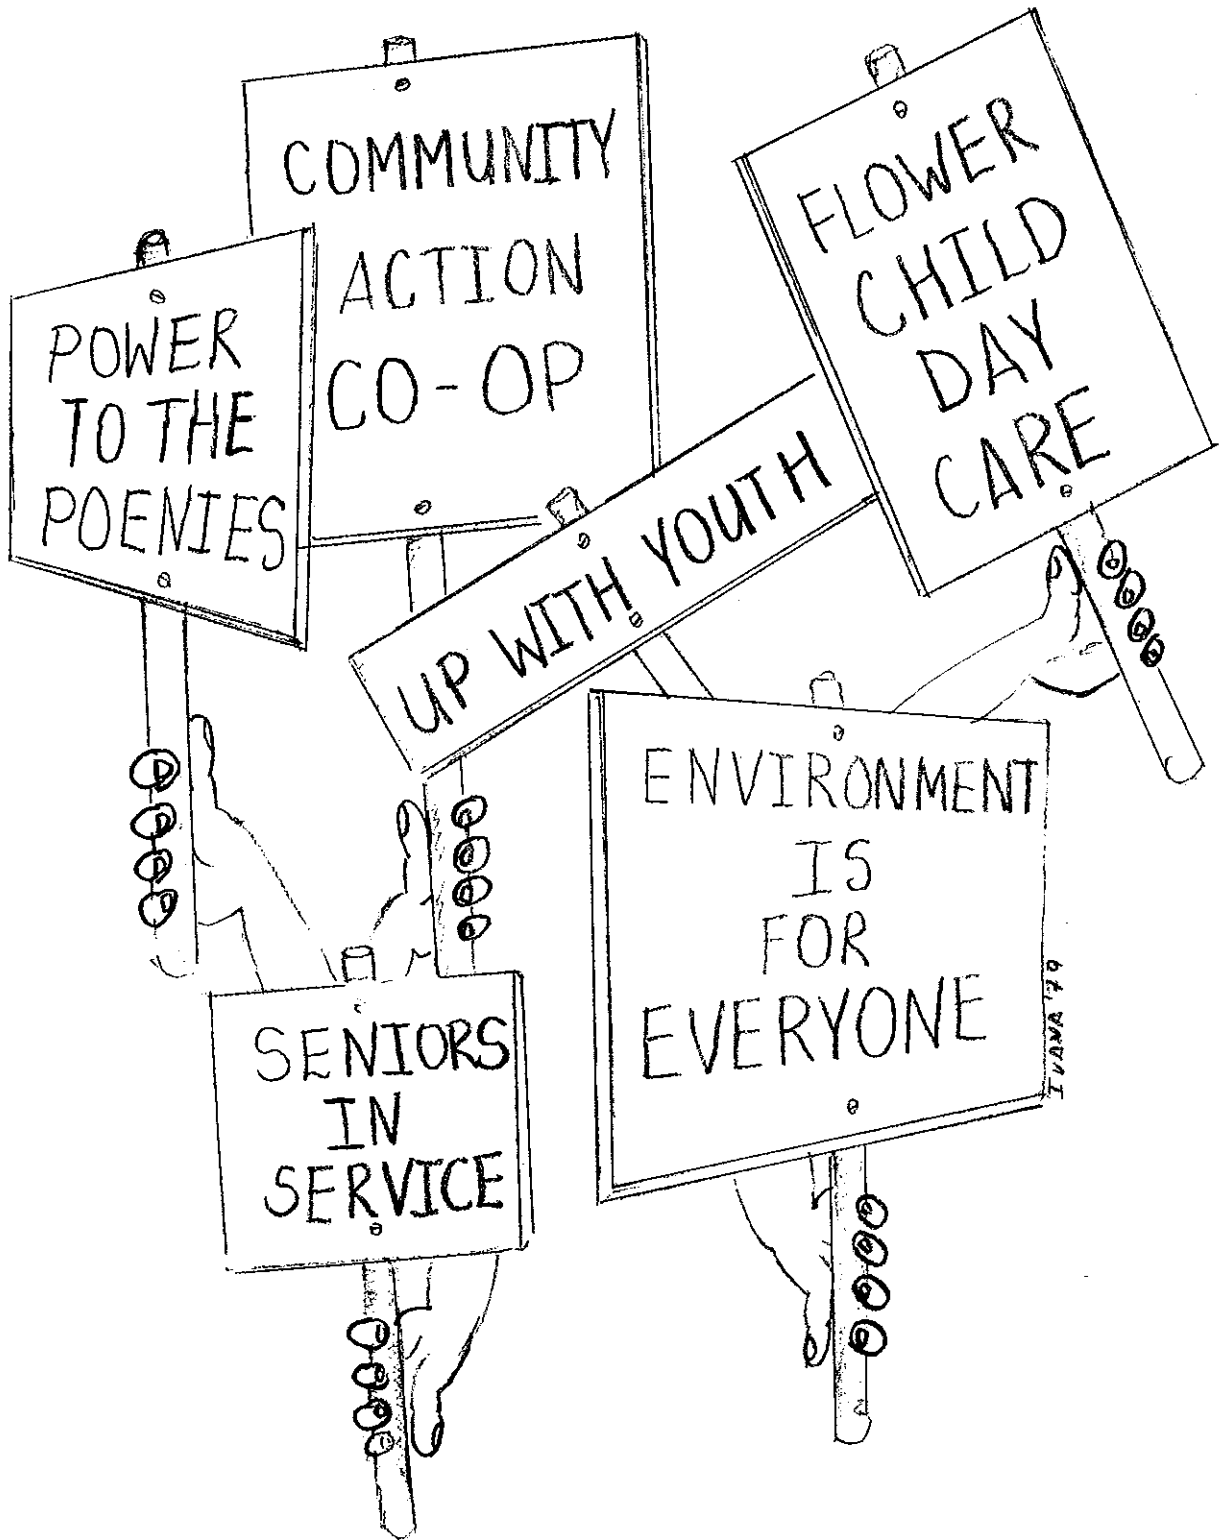 COMMUNITY
ACTION
CO-OP
FLOWER
CHILD
DAY
CARE
POWER
TO THE
POENIES
UP WITH YOUTH
ENVIRONMENT
IS
FOR
EVERYONE
SENIORS
IN
SERVICE